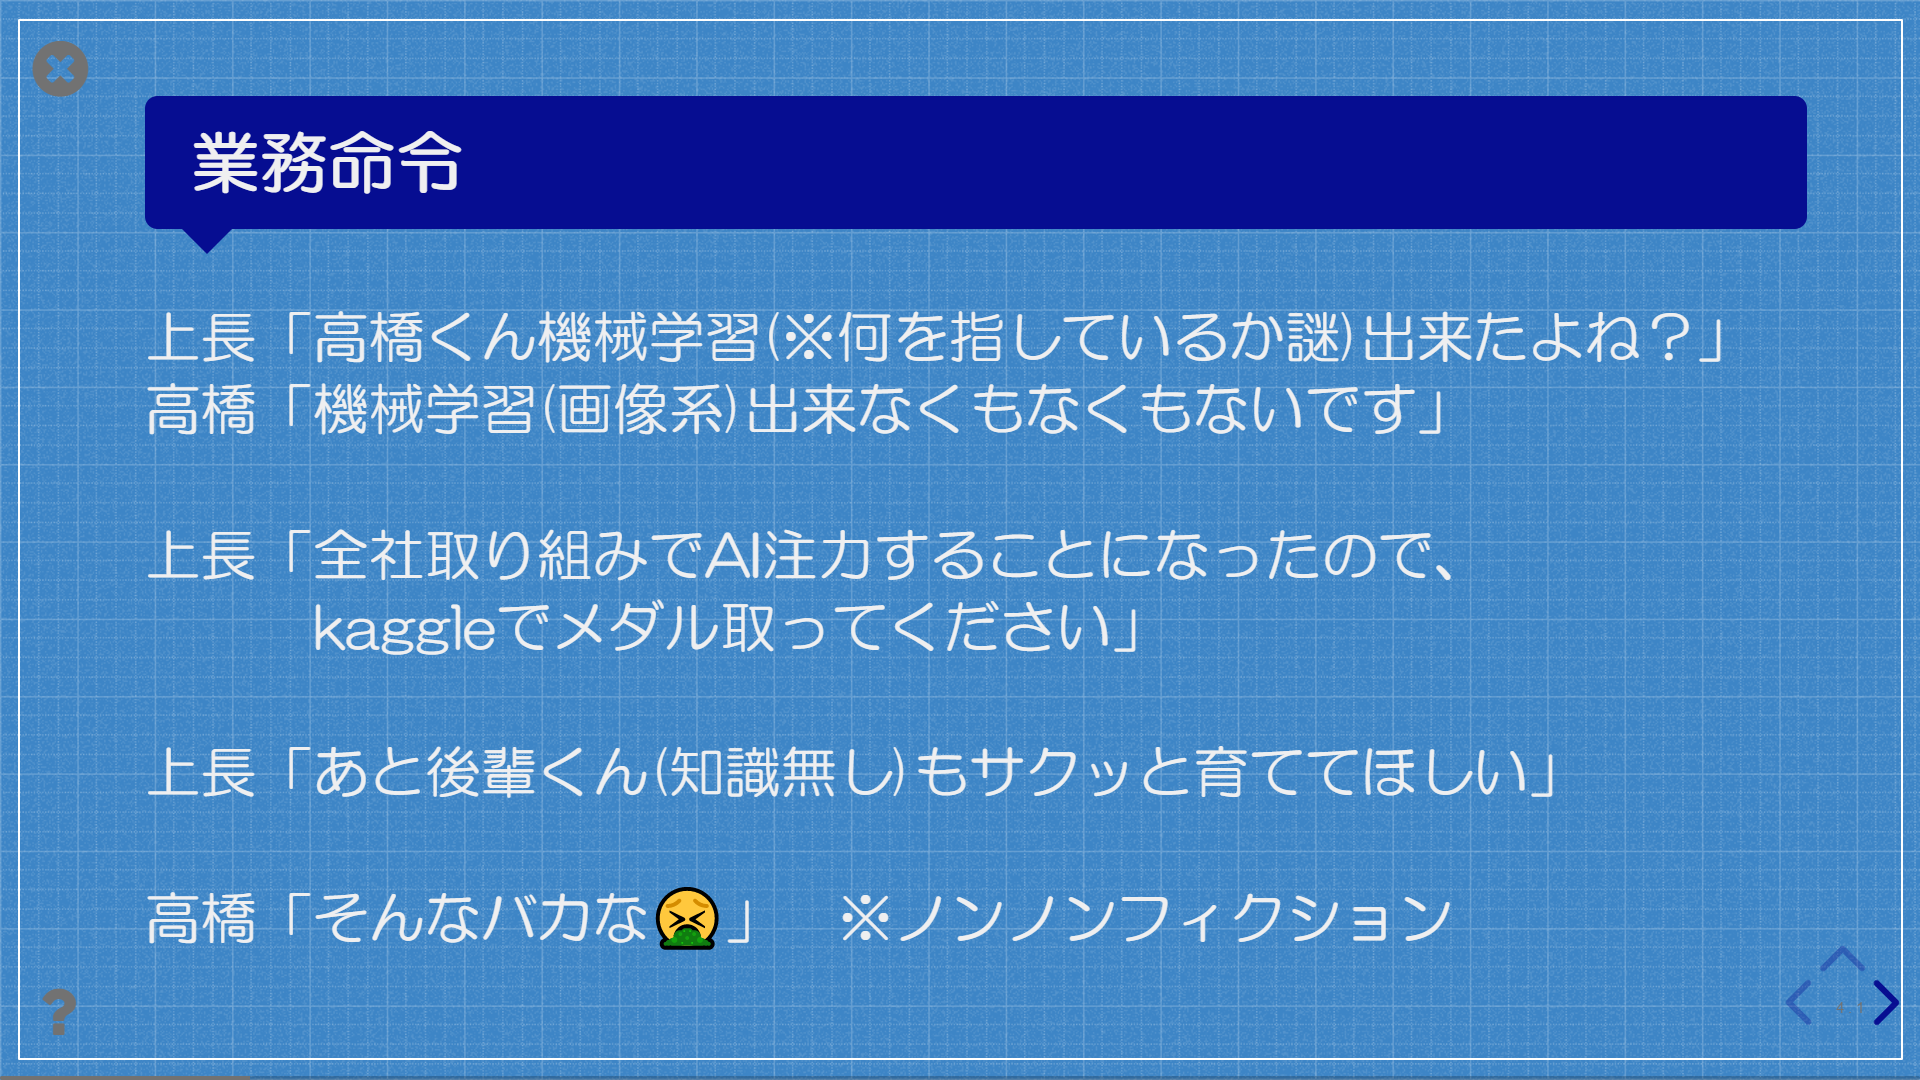 業務命令
上長「高橋くん機械学習(※何を指しているか謎)出来たよね？」
高橋「機械学習(画像系)出来なくもなくもないです」
上長「全社取り組みでAI注力することになったので、
kaggleでメダル取ってください」
上長「あと後輩くん(知識無し)もサクッと育ててほしい」
高橋「そんなバカな🤮」　※ノンノンフィクション
?